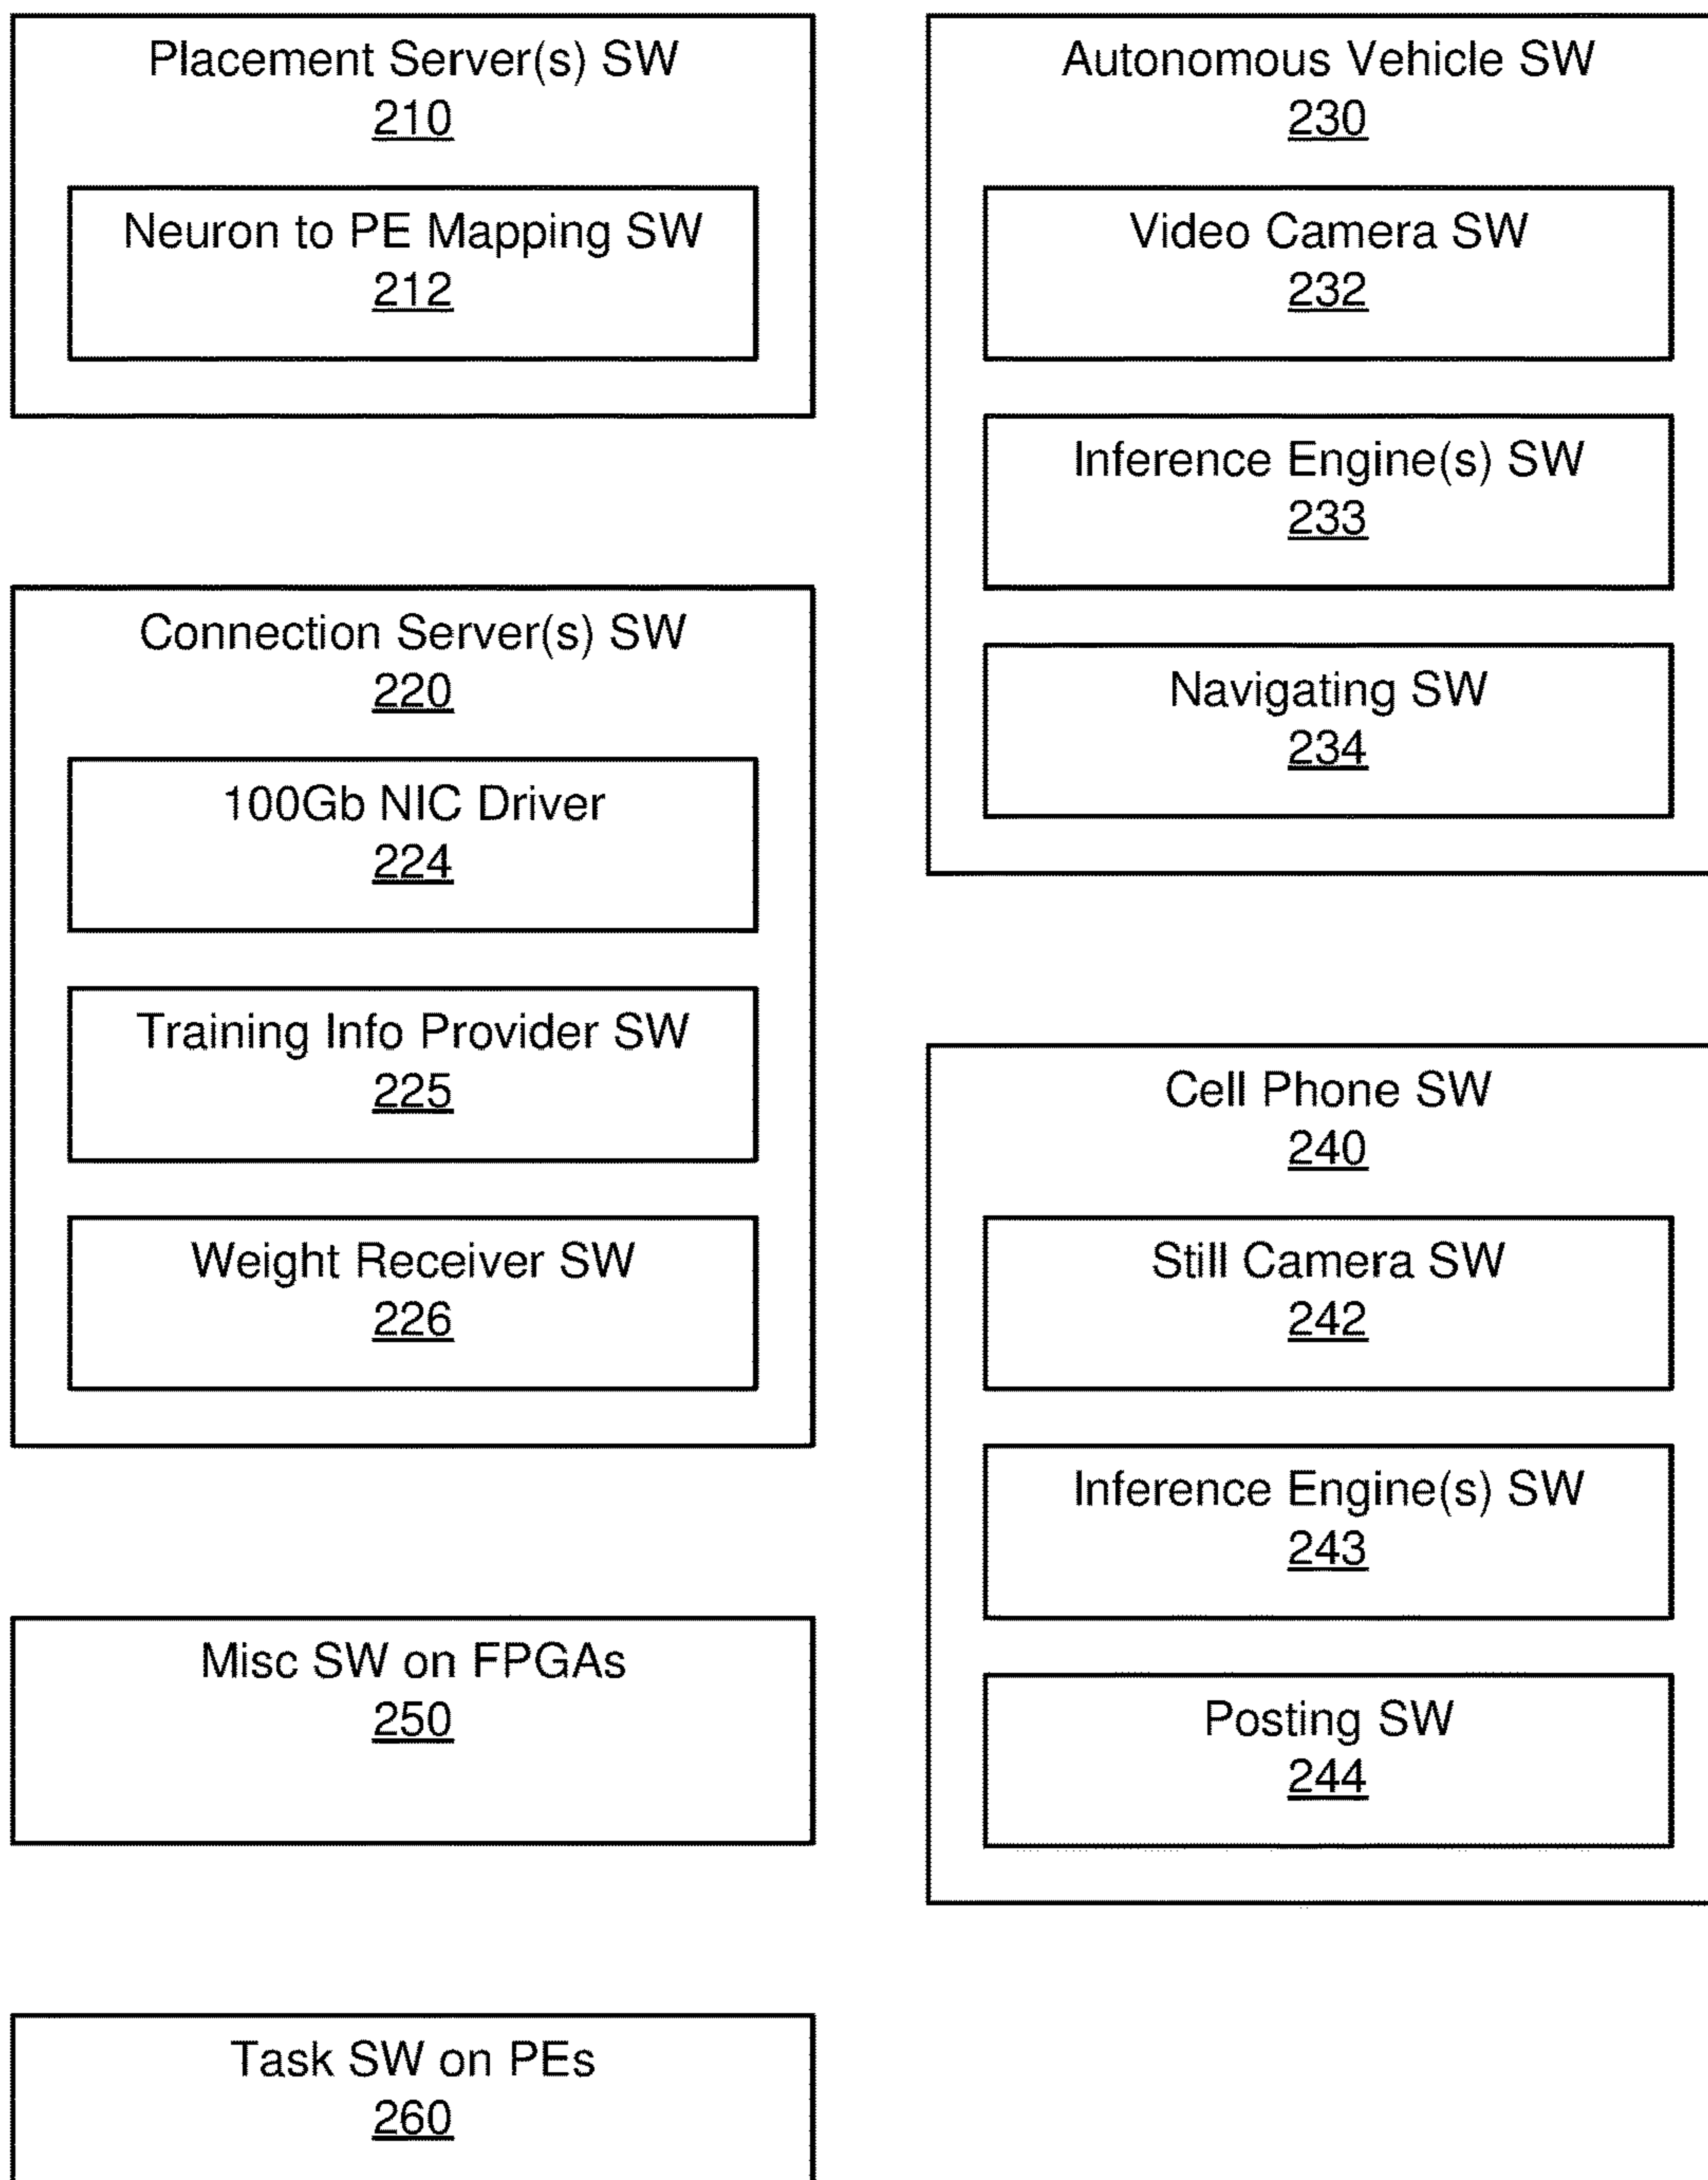 Placement Server(s) SW
210
Neuron to PE Mapping SW
212
Connection Server(s) SW
220
100Gb NIC Driver
224
Training Info Provider SW
225
Weight Receiver SW
226
Misc SW on FPGAs
250
Task SW on PEs
260
Autonomous Vehicle SW
230
Video Camera SW
232
Inference Engine(s) SW
233
Navigating SW
234
Cell Phone SW
240
Still Camera SW
242
Inference Engine(s) SW
243
Posting SW
244